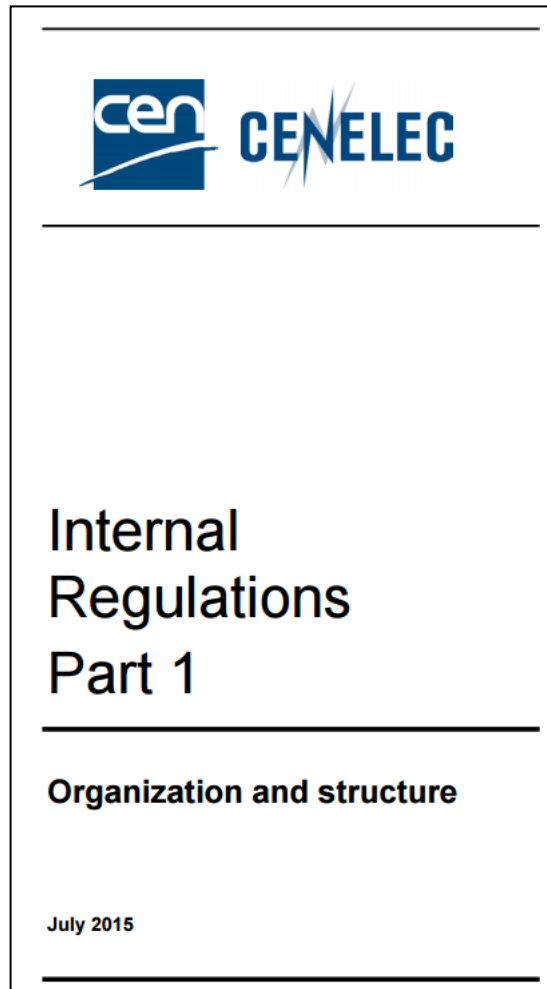 cen CENELEC
Internal
Regulations
Part 1
Organization and structure
July 2015